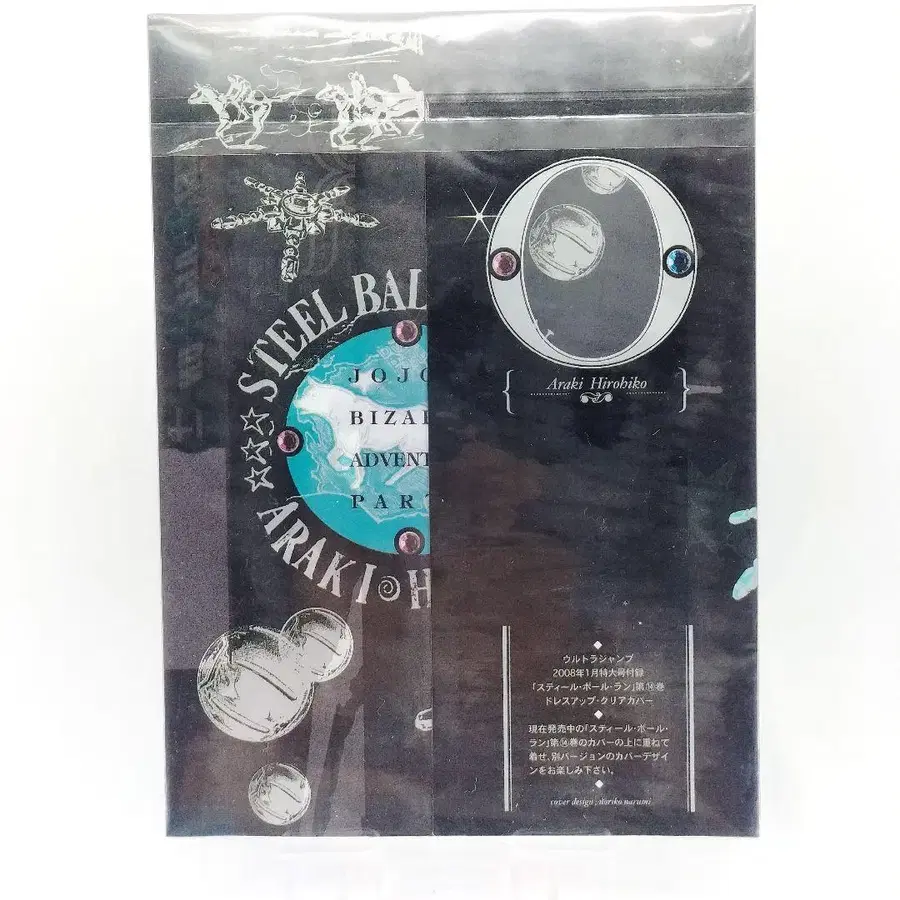 STEEL BAL
JOJO
BIZAR
ADVENT
PART
ARAKI H
O
Araki Hirohiko
ウルトラジャンプ
2008年1月特大号付録
「スティール・ボール・ラン」第⑭巻
ドレスアップ・クリアカバー
現在発売中の「スティール・ボール・
ラン」第⑭巻のカバーの上に重ねて
着せ、別バージョンのカバーデザイ
ンをお楽しみ下さい。
cover design ; noriko narumi